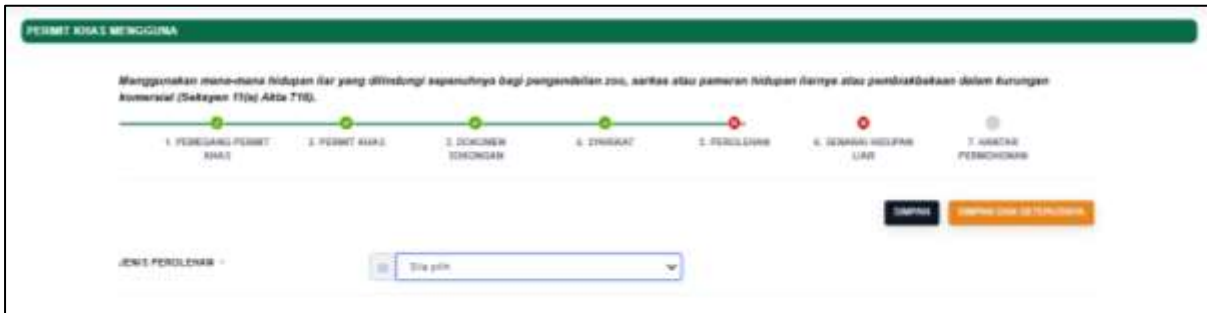 PERMIT KHAS MENGGUNA
Menggunakan mana-mana hidupan liar yang dilindungi sepenuhnya bagi pengendalian zoo, sarkas atau pameran hidupan liarnya atau pembiakbakaan dalam kurungan
komersial (Seksyen 11(a) Akta 716).
1. PEMEGANG PERMIT
KHAS
2. PERMIT KHAS
3. DOKUMEN
SOKONGAN
4. SYARIKAT
5. PEROLEHAN
6. SENARAI HIDUPAN
LIAR
7. HANTAR
PERMOHONAN
SIMPAN
SIMPAN DAN SETERUSNYA
JENIS PEROLEHAN
Sila pilih